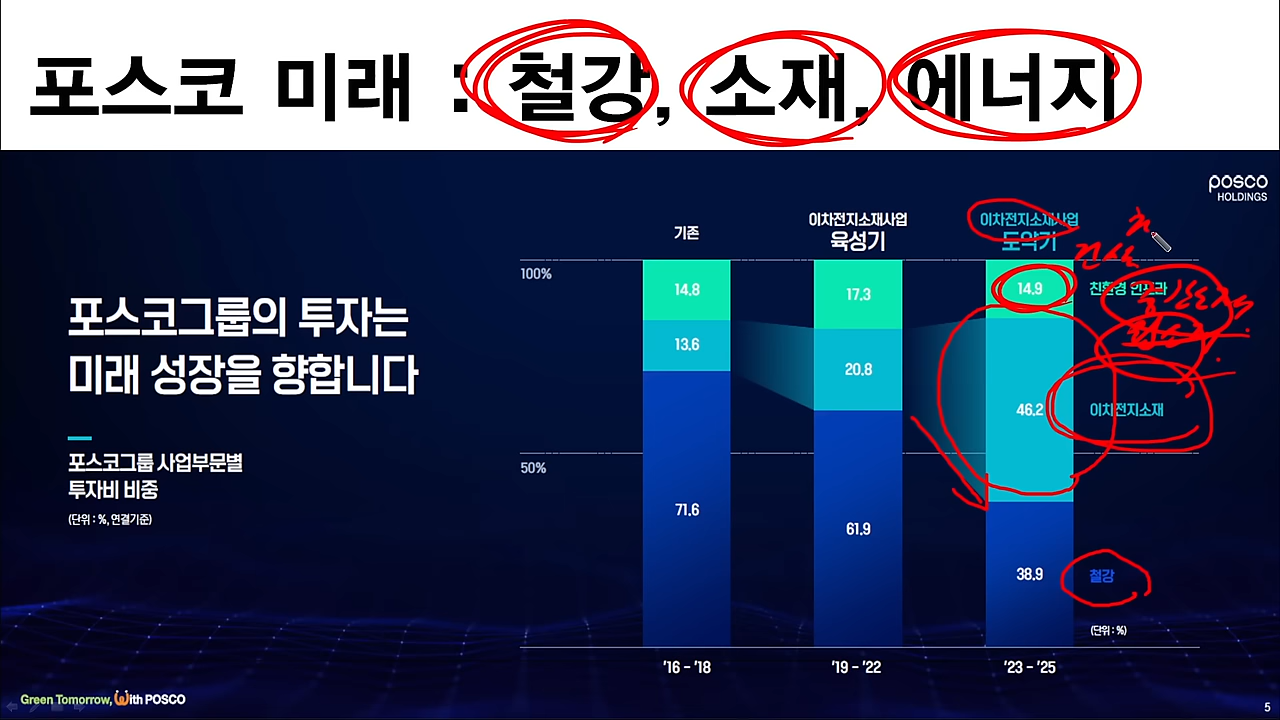 포스코 미래 : 철강, 소재, 에너지
posco
HOLDINGS
포스코그룹의 투자는
미래 성장을 향합니다
포스코그룹 사업부문별
투자비 비중
(단위 : %, 연결기준)
기존
이차전지소재사업
육성기
이차전지소재사업
도약기
100%
50%
14.8
13.6
71.6
17.3
20.8
61.9
14.9
46.2
38.9
친환경 인프라
이차전지소재
철강
(단위 : %)
'16 - '18
'19 - '22
'23 - '25
건설
Green Tomorrow, With POSCO
5